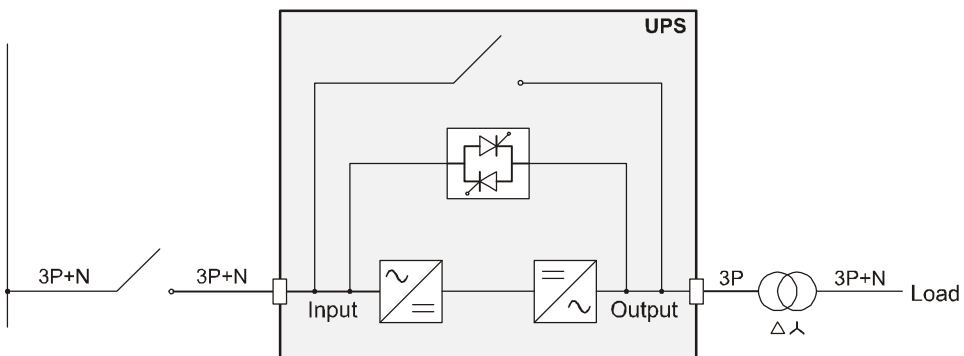 UPS
3P+N
3P+N
Input
Output
3P
3P+N
Load